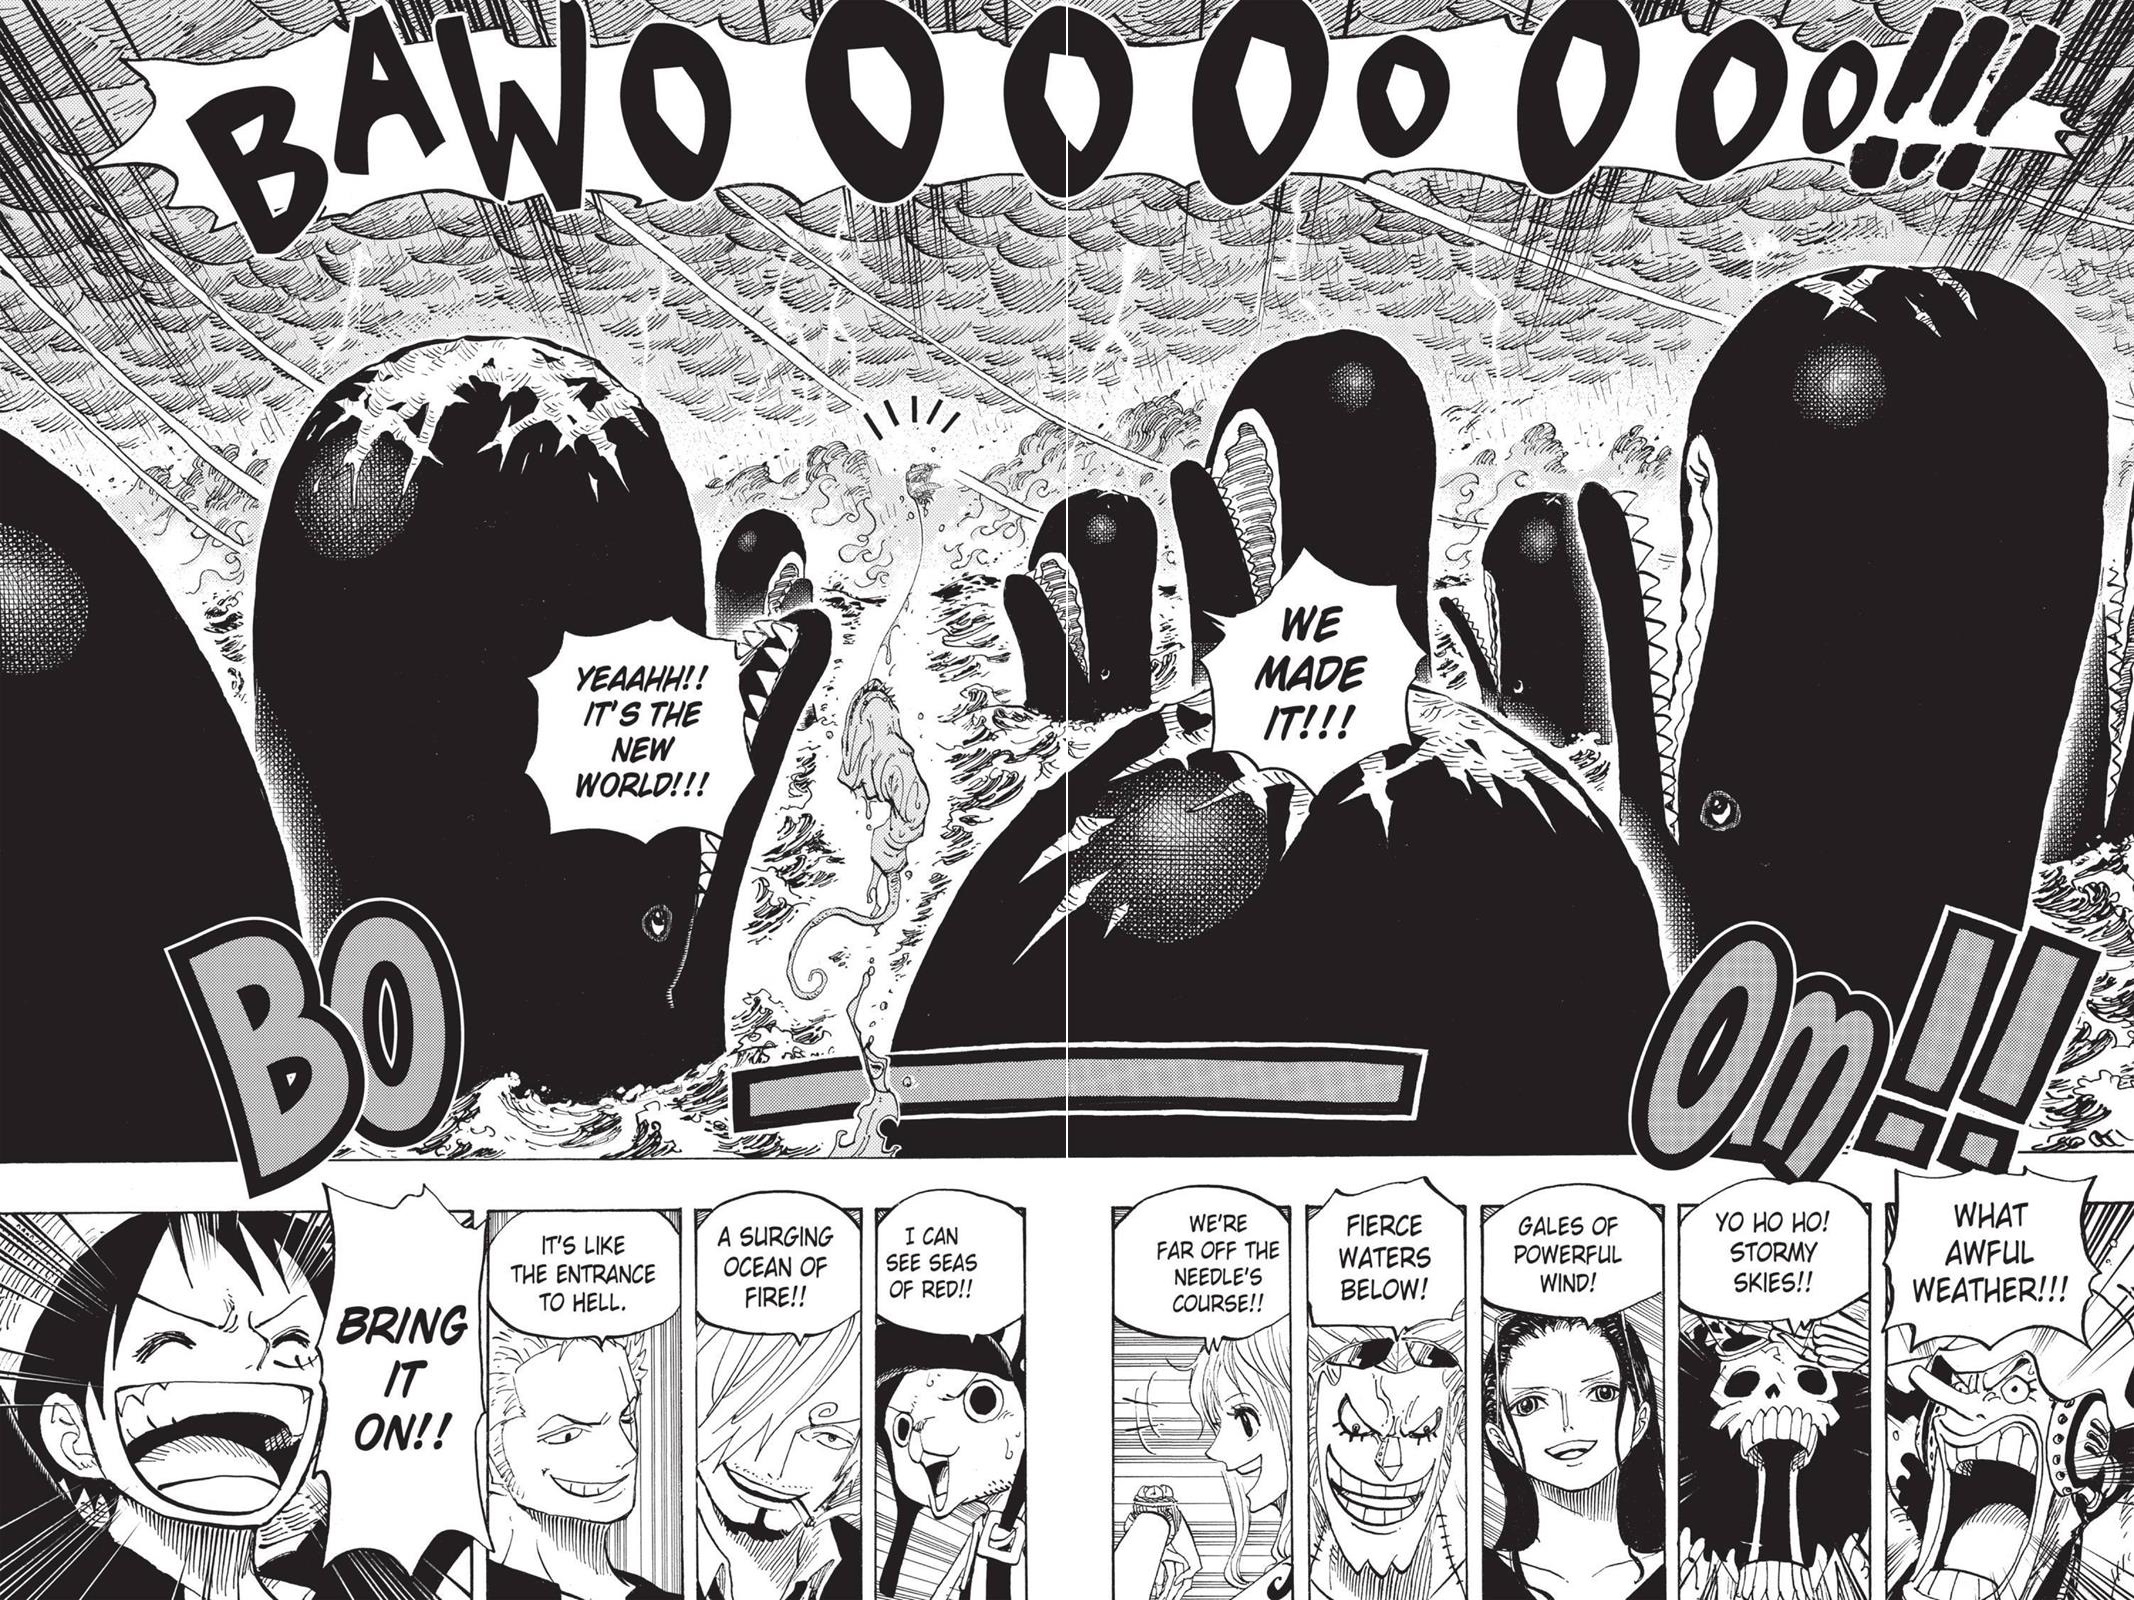 BAWOOOOOOOO!!!
WE
MADE
IT!!!
YEAAHH!!
IT'S THE
NEW
WORLD!!!
BO—OM!!
WHAT
AWFUL
WEATHER!!!
YO HO HO!
STORMY
SKIES!!
GALES OF
POWERFUL
WIND!
FIERCE
WATERS
BELOW!
WE'RE
FAR OFF THE
NEEDLE'S
COURSE!!
I CAN
SEE SEAS
OF RED!!
A SURGING
OCEAN OF
FIRE!!
IT'S LIKE
THE ENTRANCE
TO HELL.
BRING
IT
ON!!